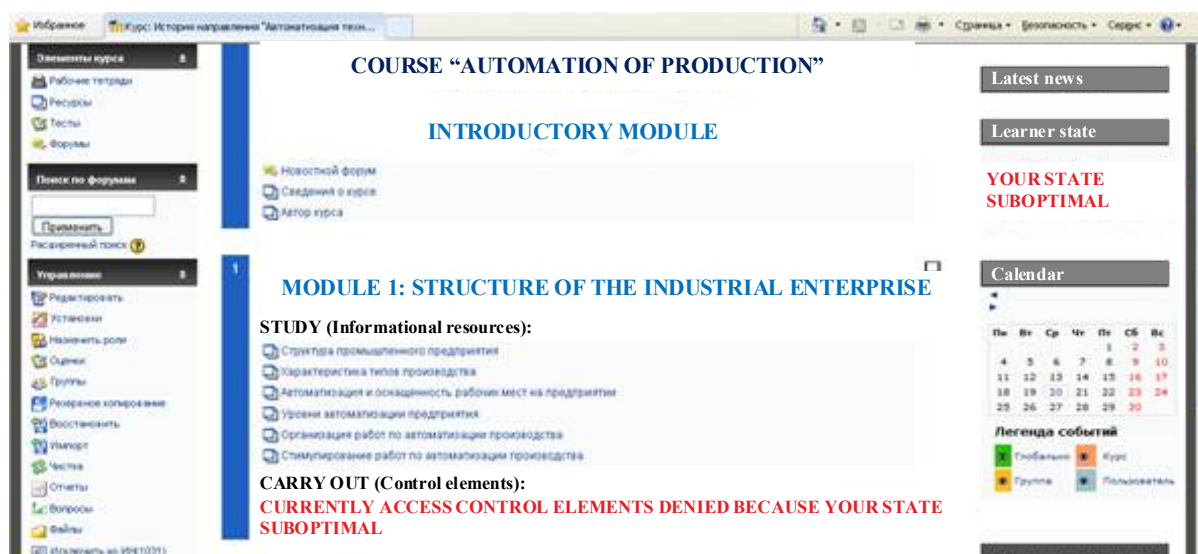 Избранное
Курс: История направления "Автоматизация техн...
Страница
Безопасность
Сервис
Элементы курса
Рабочие тетради
Ресурсы
Тесты
Форумы
Поиск по форумам
Применить
Расширенный поиск
Управление
Редактировать
Установки
Назначить роли
Оценки
Группы
Резервное копирование
Восстановить
Импорт
Чистка
Отчеты
Вопросы
Файлы
COURSE “AUTOMATION OF PRODUCTION”
INTRODUCTORY MODULE
Новостной форум
Сведения о курсе
Автор курса
1
MODULE 1: STRUCTURE OF THE INDUSTRIAL ENTERPRISE
STUDY (Informational resources):
Структура промышленного предприятия
Характеристика типов производства
Автоматизация и оснащенность рабочих мест на предприятии
Уровни автоматизации предприятия
Организация работ по автоматизации производства
Стимулирование работ по автоматизации производства
CARRY OUT (Control elements):
CURRENTLY ACCESS CONTROL ELEMENTS DENIED BECAUSE YOUR STATE
SUBOPTIMAL
Latest news
Learner state
YOUR STATE
SUBOPTIMAL
Calendar
Пн Вт Ср Чт Пт Сб Вс
1 2 3
4 5 6 7 8 9 10
11 12 13 14 15 16 17
18 19 20 21 22 23 24
25 26 27 28 29 30
Легенда событий
Глобально Курс
Группа Пользователь